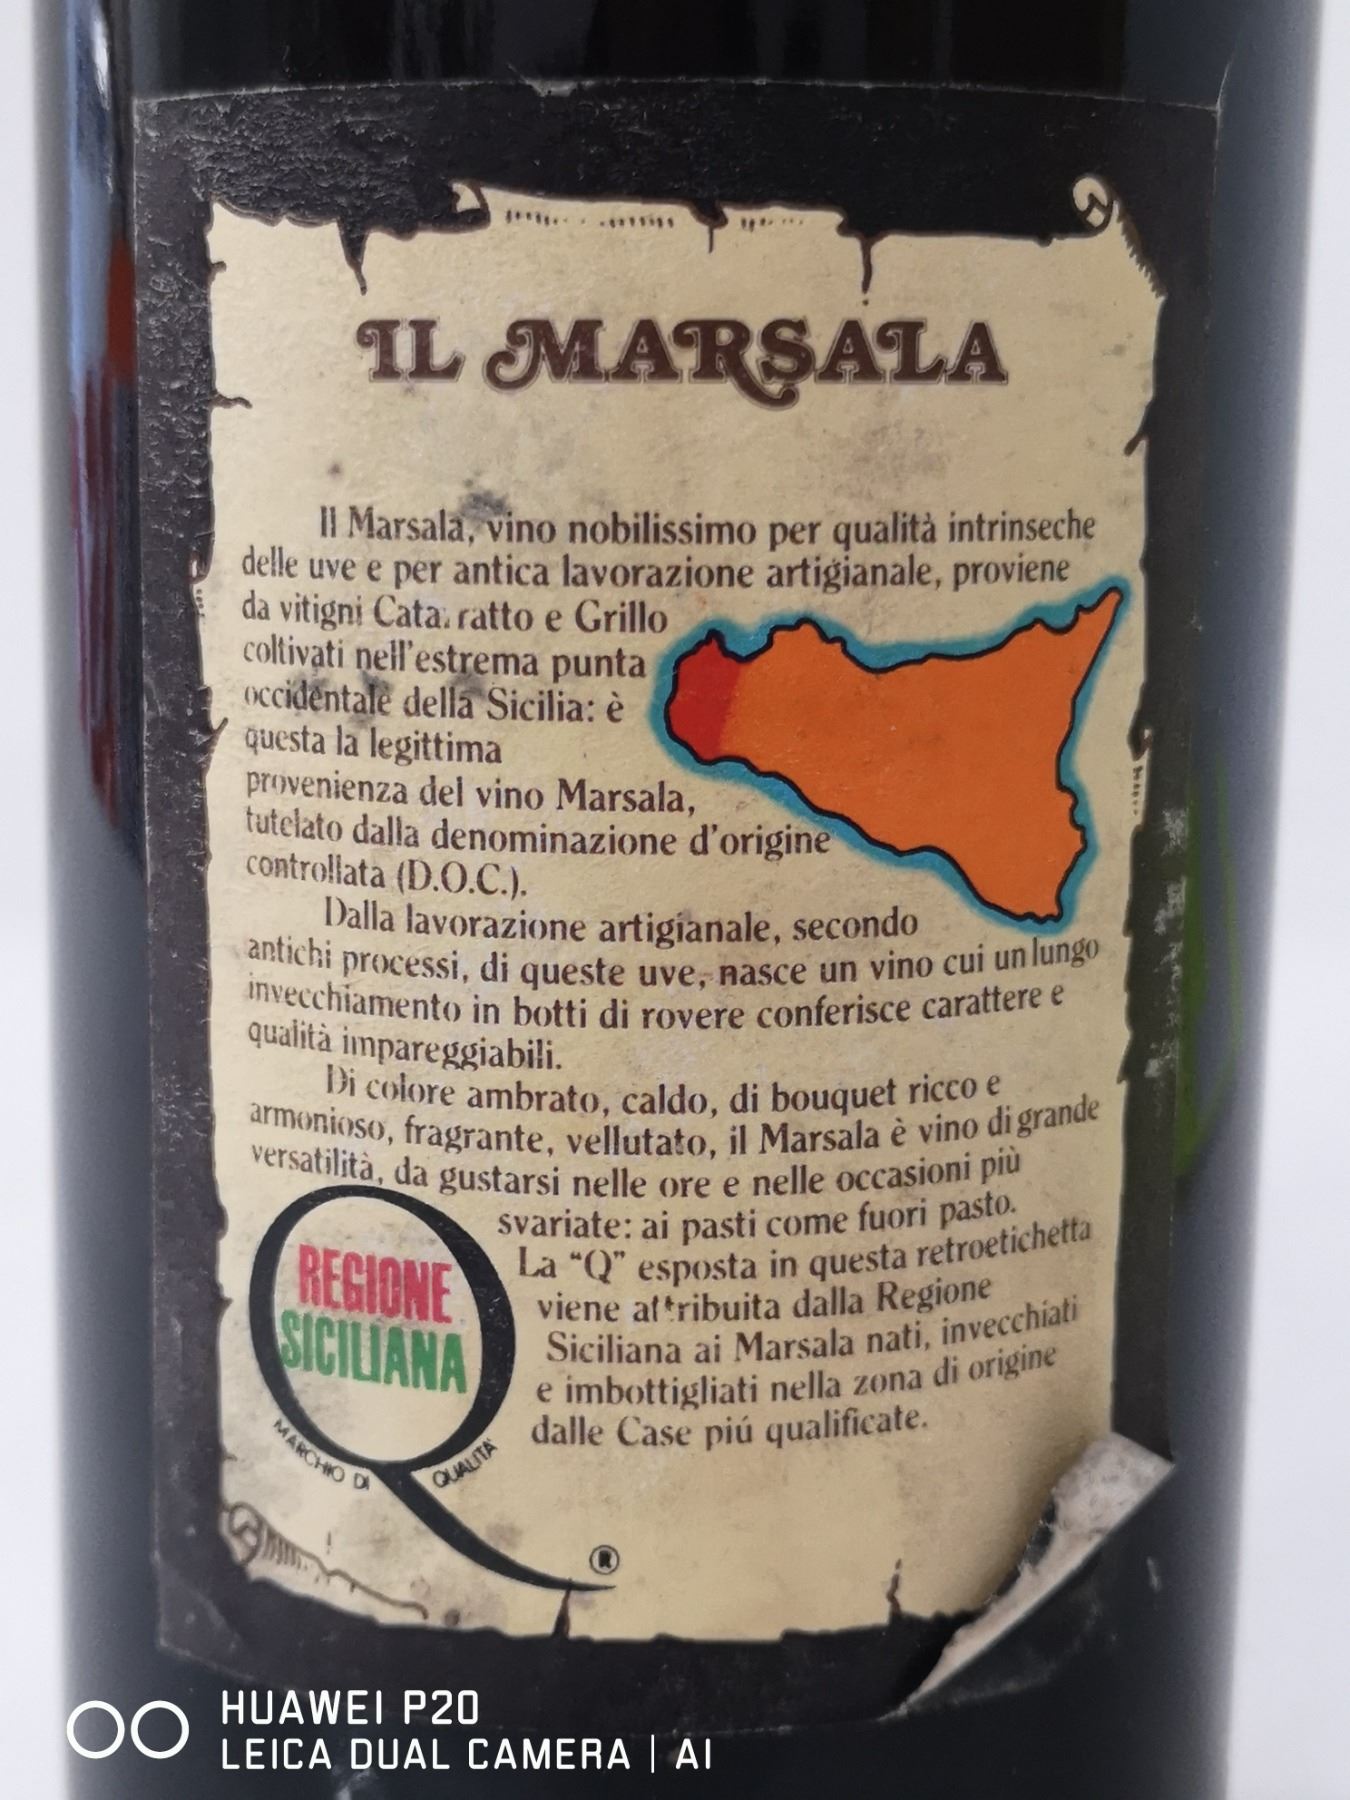 IL MARSALA
Il Marsala, vino nobilissimo per qualità intrinseche
delle uve e per antica lavorazione artigianale, proviene
da vitigni Catarratto e Grillo
coltivati nell'estrema punta
occidentale della Sicilia: è
questa la legittima
provenienza del vino Marsala,
tutelato dalla denominazione d'origine
controllata (D.O.C.).
Dalla lavorazione artigianale, secondo
antichi processi, di queste uve, nasce un vino cui un lungo
invecchiamento in botti di rovere conferisce carattere e
qualità impareggiabili.
Di colore ambrato, caldo, di bouquet ricco e
armonioso, fragrante, vellutato, il Marsala è vino di grande
versatilità, da gustarsi nelle ore e nelle occasioni più
svariate: ai pasti come fuori pasto.
La "Q" esposta in questa retroetichetta
viene attribuita dalla Regione
Siciliana ai Marsala nati, invecchiati
e imbottigliati nella zona di origine
dalle Case piú qualificate.
REGIONE
SICILIANA
MARCHIO DI QUALITA'
®
HUAWEI P20
LEICA DUAL CAMERA | AI